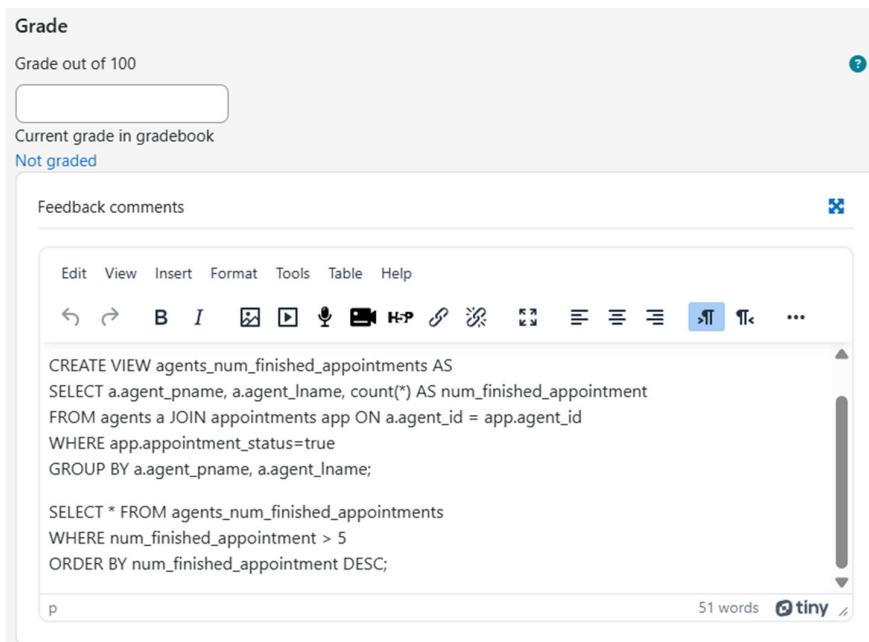 Grade
Grade out of 100
?
Current grade in gradebook
Not graded
Feedback comments
Edit View Insert Format Tools Table Help
B I H-P ...
CREATE VIEW agents_num_finished_appointments AS
SELECT a.agent_pname, a.agent_lname, count(*) AS num_finished_appointment
FROM agents a JOIN appointments app ON a.agent_id = app.agent_id
WHERE app.appointment_status=true
GROUP BY a.agent_pname, a.agent_lname;
SELECT * FROM agents_num_finished_appointments
WHERE num_finished_appointment > 5
ORDER BY num_finished_appointment DESC;
p 51 words tiny